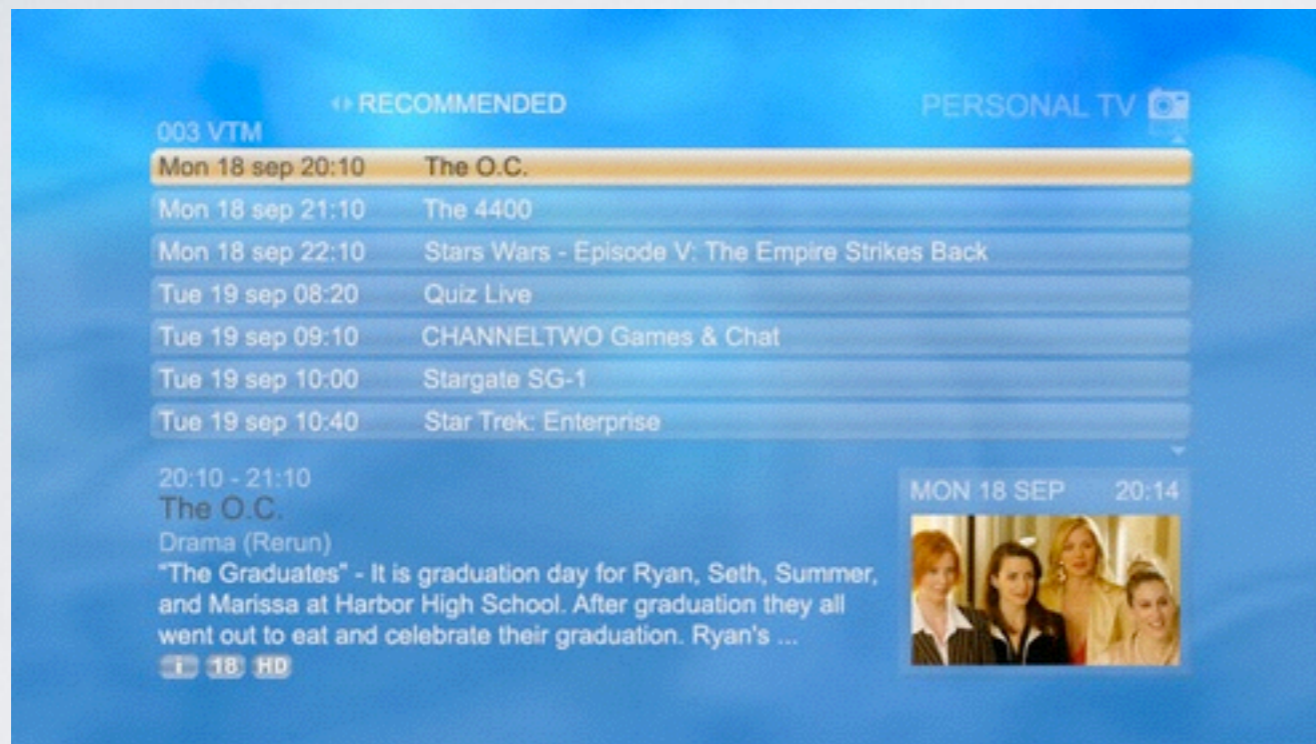 RECOMMENDED
PERSONAL TV
003 VTM
Mon 18 sep 20:10 The O.C.
Mon 18 sep 21:10 The 4400
Mon 18 sep 22:10 Stars Wars - Episode V: The Empire Strikes Back
Tue 19 sep 08:20 Quiz Live
Tue 19 sep 09:10 CHANNELTWO Games & Chat
Tue 19 sep 10:00 Stargate SG-1
Tue 19 sep 10:40 Star Trek: Enterprise
20:10 - 21:10
The O.C.
Drama (Rerun)
"The Graduates" - It is graduation day for Ryan, Seth, Summer,
and Marissa at Harbor High School. After graduation they all
went out to eat and celebrate their graduation. Ryan's ...
i 18 HD
MON 18 SEP 20:14